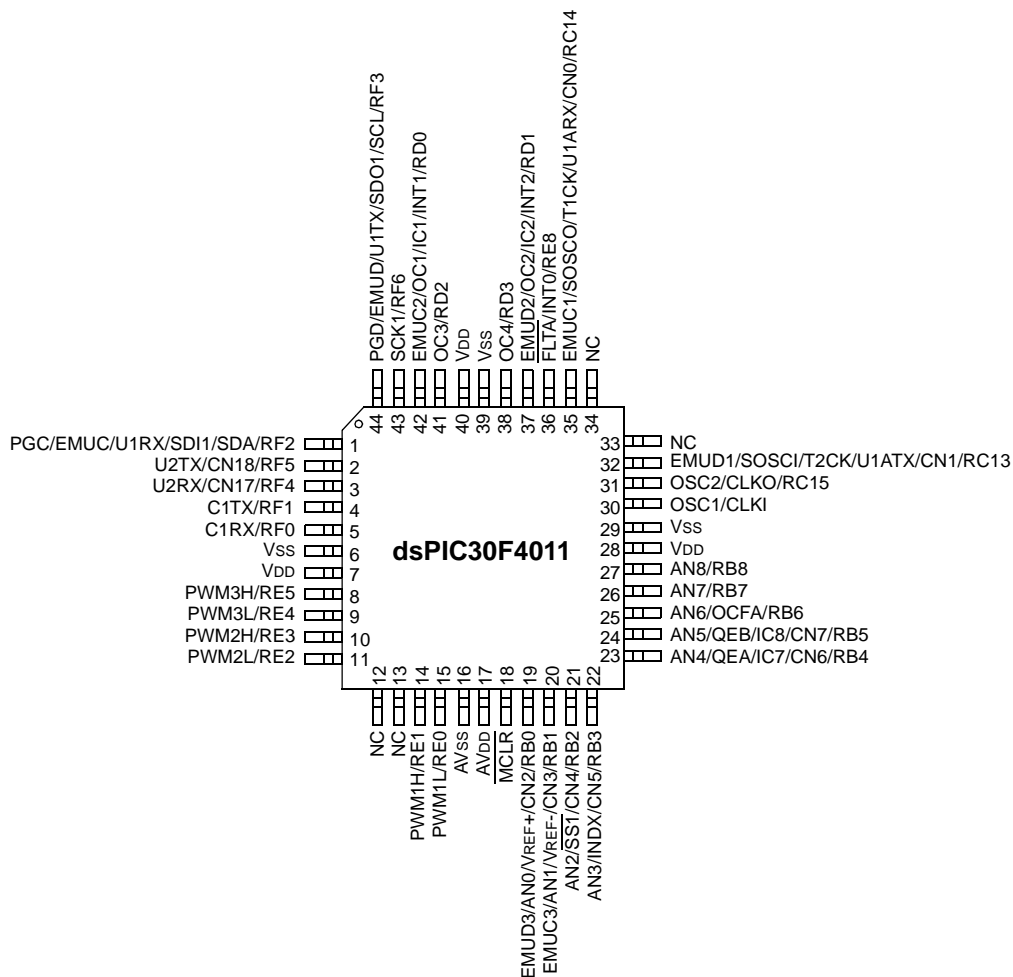 PGD/EMUD/U1TX/SDO1/SCL/RF3
SCK1/RF6
EMUC2/OC1/IC1/INT1/RD0
OC3/RD2
VDD
VSS
OC4/RD3
EMUD2/OC2/IC2/INT2/RD1
FLTA/INT0/RE8
EMUC1/SOSCO/T1CK/U1ARX/CN0/RC14
NC
44
43
42
41
40
39
38
37
36
35
34
PGC/EMUC/U1RX/SDI1/SDA/RF2 1
U2TX/CN18/RF5 2
U2RX/CN17/RF4 3
C1TX/RF1 4
C1RX/RF0 5
VSS 6
VDD 7
PWM3H/RE5 8
PWM3L/RE4 9
PWM2H/RE3 10
PWM2L/RE2 11
dsPIC30F4011
33 NC
32 EMUD1/SOSCI/T2CK/U1ATX/CN1/RC13
31 OSC2/CLKO/RC15
30 OSC1/CLKI
29 VSS
28 VDD
27 AN8/RB8
26 AN7/RB7
25 AN6/OCFA/RB6
24 AN5/QEB/IC8/CN7/RB5
23 AN4/QEA/IC7/CN6/RB4
12
13
14
15
16
17
18
19
20
21
22
NC
NC
PWM1H/RE1
PWM1L/RE0
AVSS
AVDD
MCLR
EMUD3/AN0/VREF+/CN2/RB0
EMUC3/AN1/VREF-/CN3/RB1
AN2/SS1/CN4/RB2
AN3/INDX/CN5/RB3